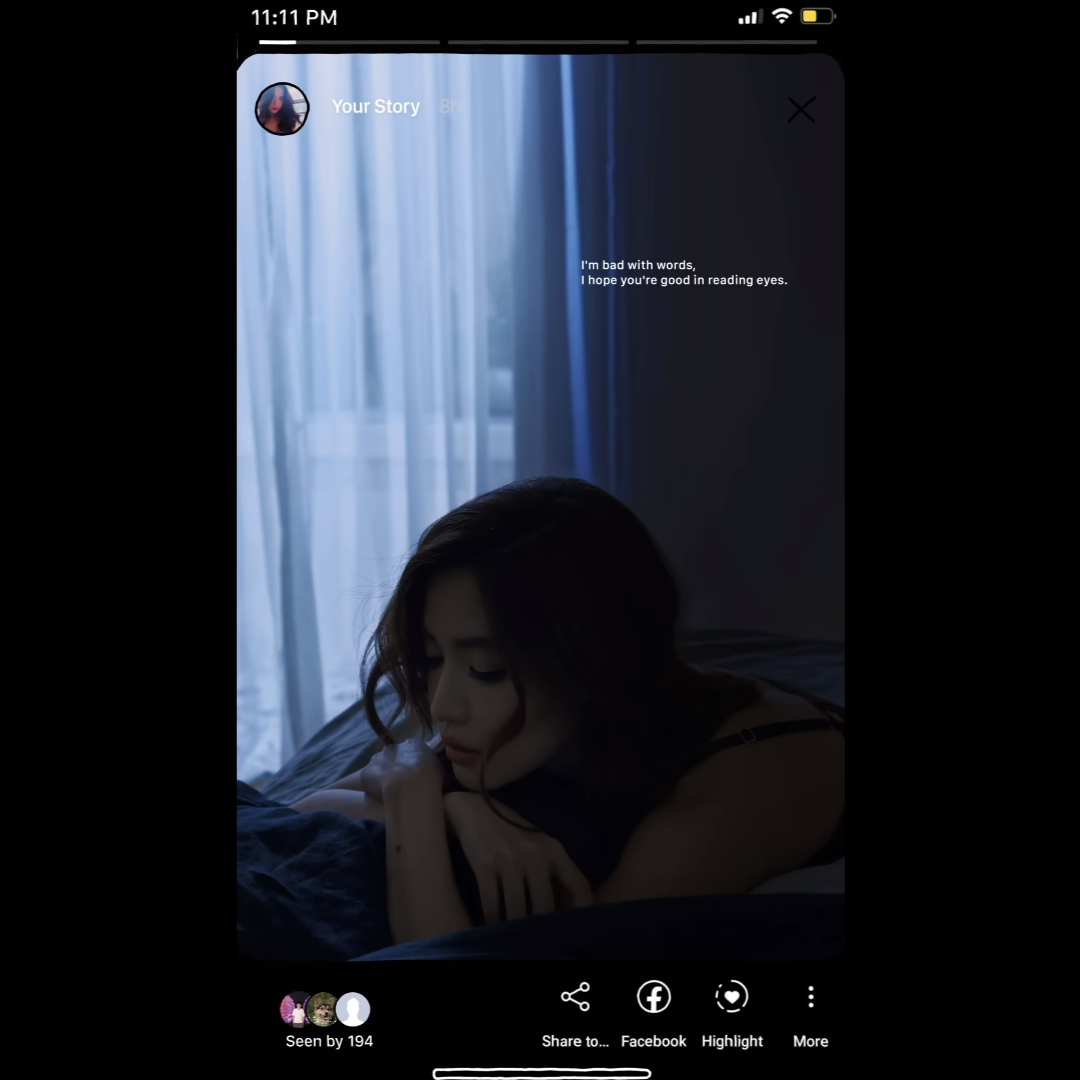 11:11 PM
Your Story 8h
I'm bad with words,
I hope you're good in reading eyes.
Seen by 194
Share to...
Facebook
Highlight
More